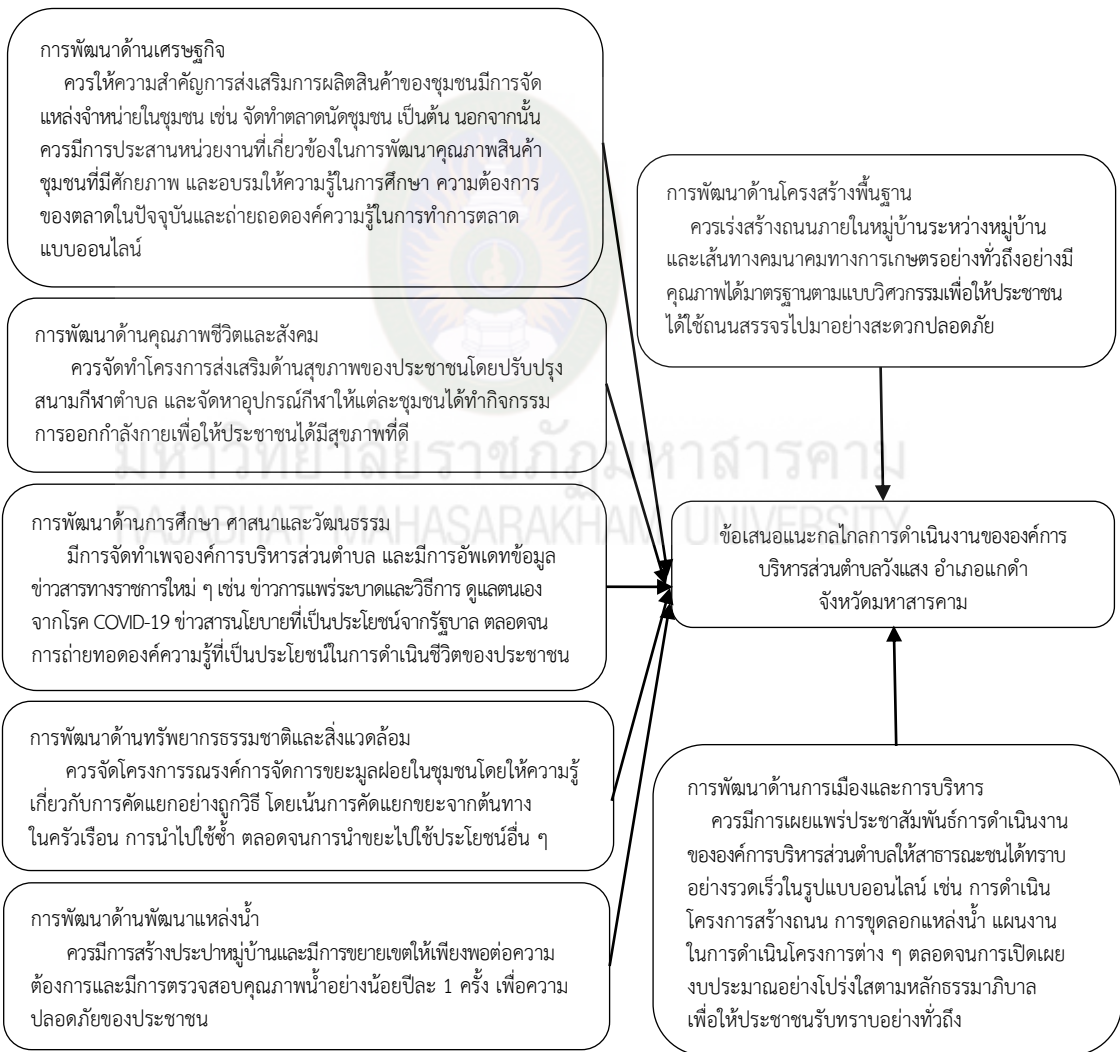 การพัฒนาด้านเศรษฐกิจ
ควรให้ความสำคัญการส่งเสริมการผลิตสินค้าของชุมชนมีการจัด
แหล่งจำหน่ายในชุมชน เช่น จัดทำตลาดนัดชุมชน เป็นต้น นอกจากนั้น
ควรมีการประสานหน่วยงานที่เกี่ยวข้องในการพัฒนาคุณภาพสินค้า
ชุมชนที่มีศักยภาพ และอบรมให้ความรู้ในการศึกษา ความต้องการ
ของตลาดในปัจจุบันและถ่ายถอดองค์ความรู้ในการทำการตลาด
แบบออนไลน์
การพัฒนาด้านคุณภาพชีวิตและสังคม
ควรจัดทำโครงการส่งเสริมด้านสุขภาพของประชาชนโดยปรับปรุง
สนามกีฬาตำบล และจัดหาอุปกรณ์กีฬาให้แต่ละชุมชนได้ทำกิจกรรม
การออกกำลังกายเพื่อให้ประชาชนได้มีสุขภาพที่ดี
การพัฒนาด้านการศึกษา ศาสนาและวัฒนธรรม
มีการจัดทำเพจองค์การบริหารส่วนตำบล และมีการอัพเดทข้อมูล
ข่าวสารทางราชการใหม่ ๆ เช่น ข่าวการแพร่ระบาดและวิธีการ ดูแลตนเอง
จากโรค COVID-19 ข่าวสารนโยบายที่เป็นประโยชน์จากรัฐบาล ตลอดจน
การถ่ายทอดองค์ความรู้ที่เป็นประโยชน์ในการดำเนินชีวิตของประชาชน
การพัฒนาด้านทรัพยากรธรรมชาติและสิ่งแวดล้อม
ควรจัดโครงการรณรงค์การจัดการขยะมูลฝอยในชุมชนโดยให้ความรู้
เกี่ยวกับการคัดแยกอย่างถูกวิธี โดยเน้นการคัดแยกขยะจากต้นทาง
ในครัวเรือน การนำไปใช้ซ้ำ ตลอดจนการนำขยะไปใช้ประโยชน์อื่น ๆ
การพัฒนาด้านพัฒนาแหล่งน้ำ
ควรมีการสร้างประปาหมู่บ้านและมีการขยายเขตให้เพียงพอต่อความ
ต้องการและมีการตรวจสอบคุณภาพน้ำอย่างน้อยปีละ 1 ครั้ง เพื่อความ
ปลอดภัยของประชาชน
การพัฒนาด้านโครงสร้างพื้นฐาน
ควรเร่งสร้างถนนภายในหมู่บ้านระหว่างหมู่บ้าน
และเส้นทางคมนาคมทางการเกษตรอย่างทั่วถึงอย่างมี
คุณภาพได้มาตรฐานตามแบบวิศวกรรมเพื่อให้ประชาชน
ได้ใช้ถนนสรรจรไปมาอย่างสะดวกปลอดภัย
ข้อเสนอแนะกลไกลการดำเนินงานขององค์การ
บริหารส่วนตำบลวังแสง อำเภอแกดำ
จังหวัดมหาสารคาม
การพัฒนาด้านการเมืองและการบริหาร
ควรมีการเผยแพร่ประชาสัมพันธ์การดำเนินงาน
ขององค์การบริหารส่วนตำบลให้สาธารณะชนได้ทราบ
อย่างรวดเร็วในรูปแบบออนไลน์ เช่น การดำเนิน
โครงการสร้างถนน การขุดลอกแหล่งน้ำ แผนงาน
ในการดำเนินโครงการต่าง ๆ ตลอดจนการเปิดเผย
งบประมาณอย่างโปร่งใสตามหลักธรรมาภิบาล
เพื่อให้ประชาชนรับทราบอย่างทั่วถึง
มหาวิทยาลัยราชภัฏมหาสารคาม
RAJABHAT MAHASARAKHAM UNIVERSITY